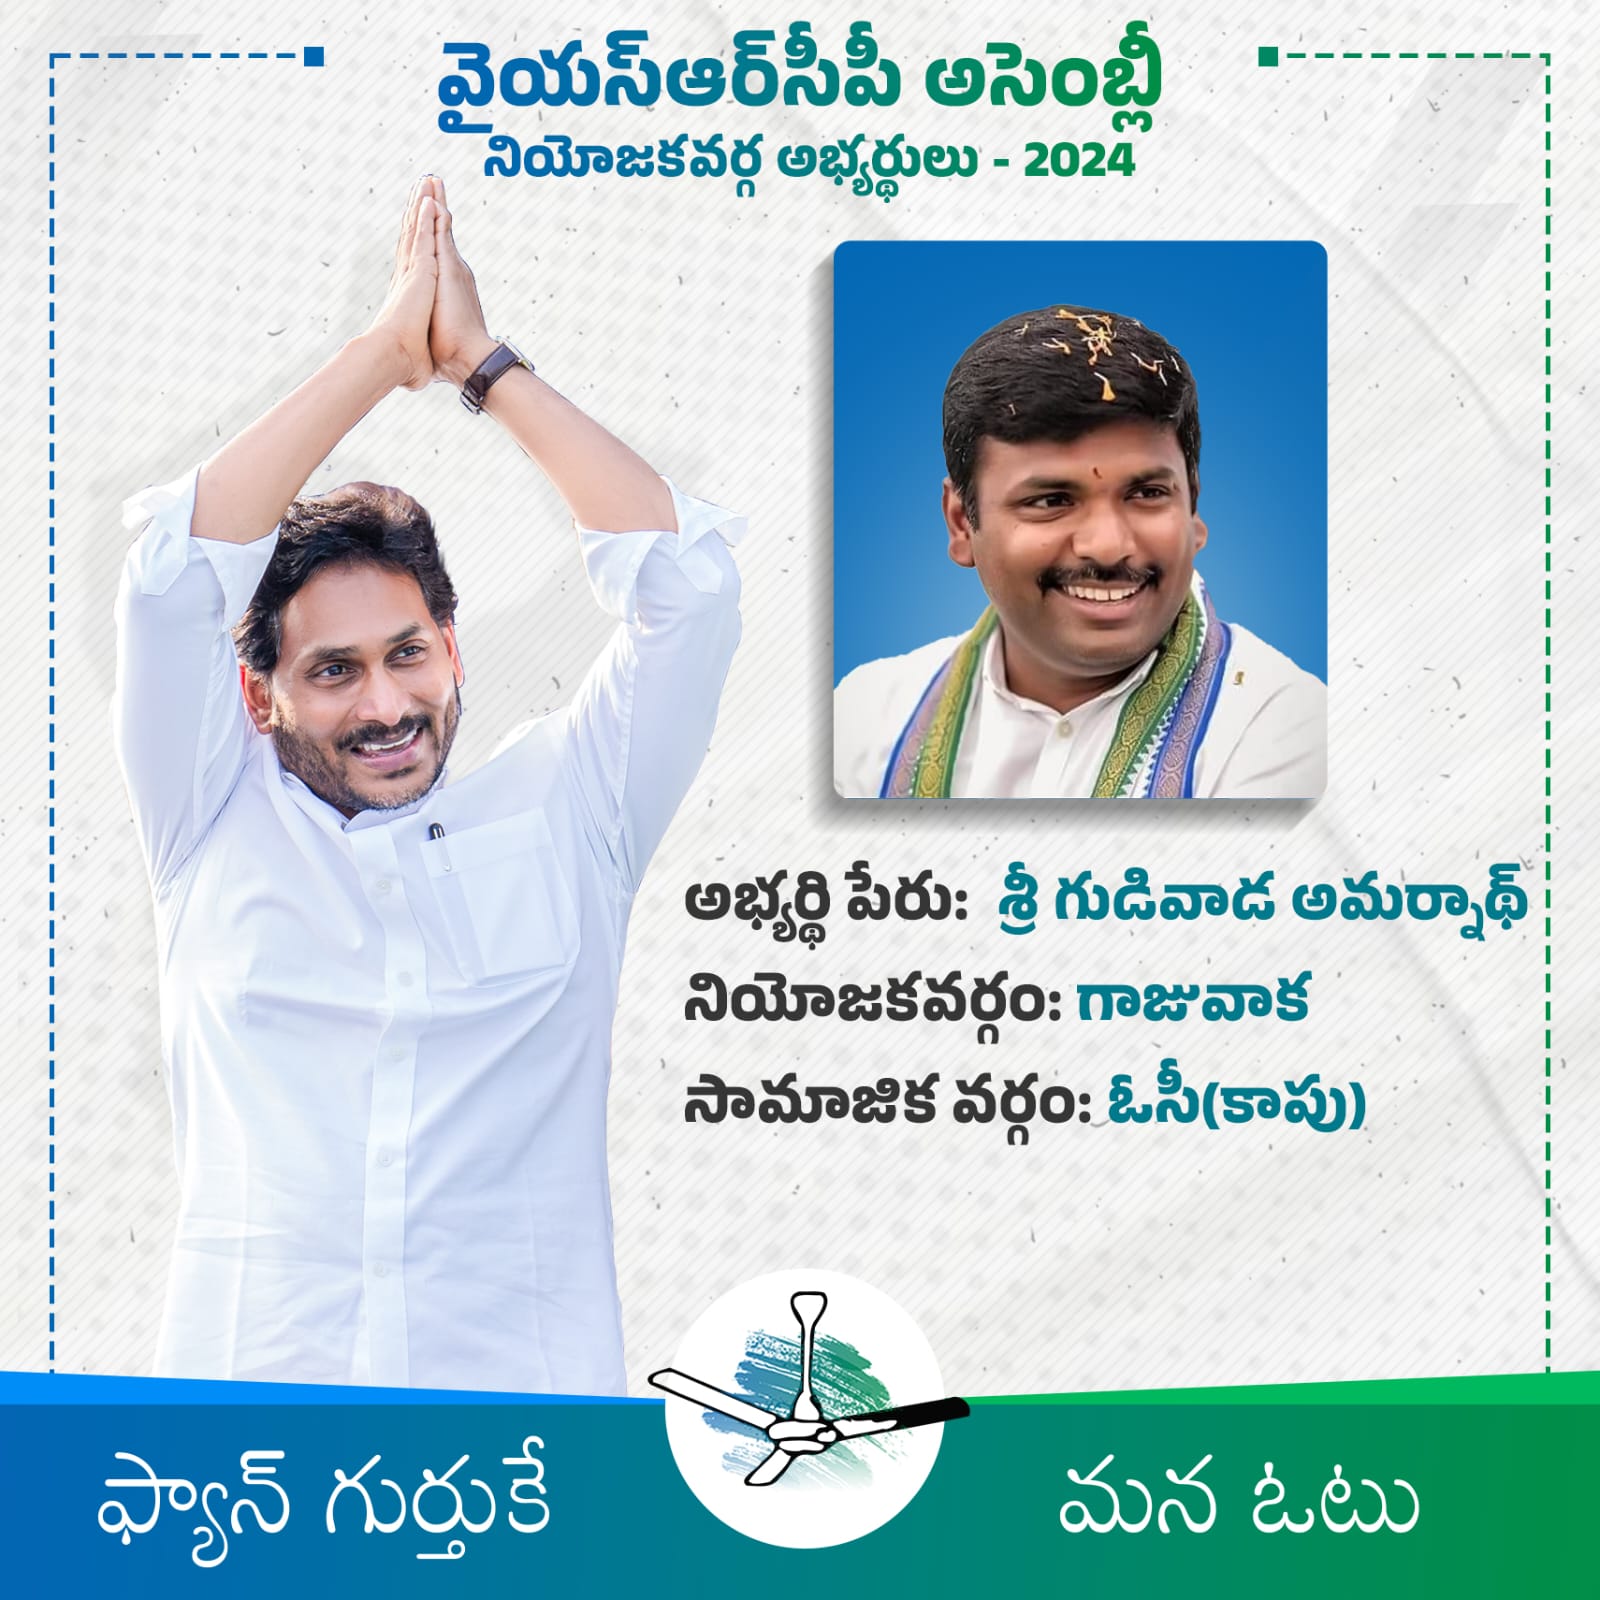 వైయస్ఆర్‌సీపీ అసెంబ్లీ
నియోజకవర్గ అభ్యర్థులు - 2024
అభ్యర్థి పేరు: శ్రీ గుడివాడ అమర్నాథ్
నియోజకవర్గం: గాజువాక
సామాజిక వర్గం: ఓసీ(కాపు)
ఫ్యాన్ గుర్తుకే మన ఓటు